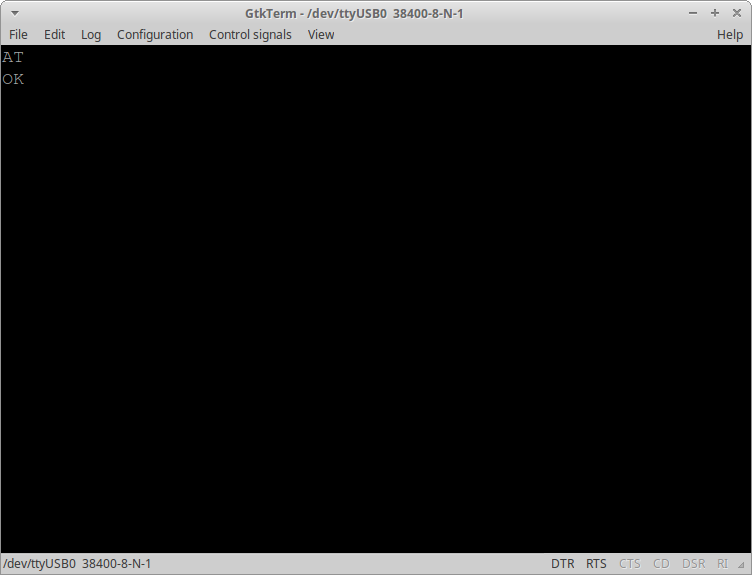 GtkTerm - /dev/ttyUSB0 38400-8-N-1
File Edit Log Configuration Control signals View Help
AT
OK
/dev/ttyUSB0 38400-8-N-1 DTR RTS CTS CD DSR RI